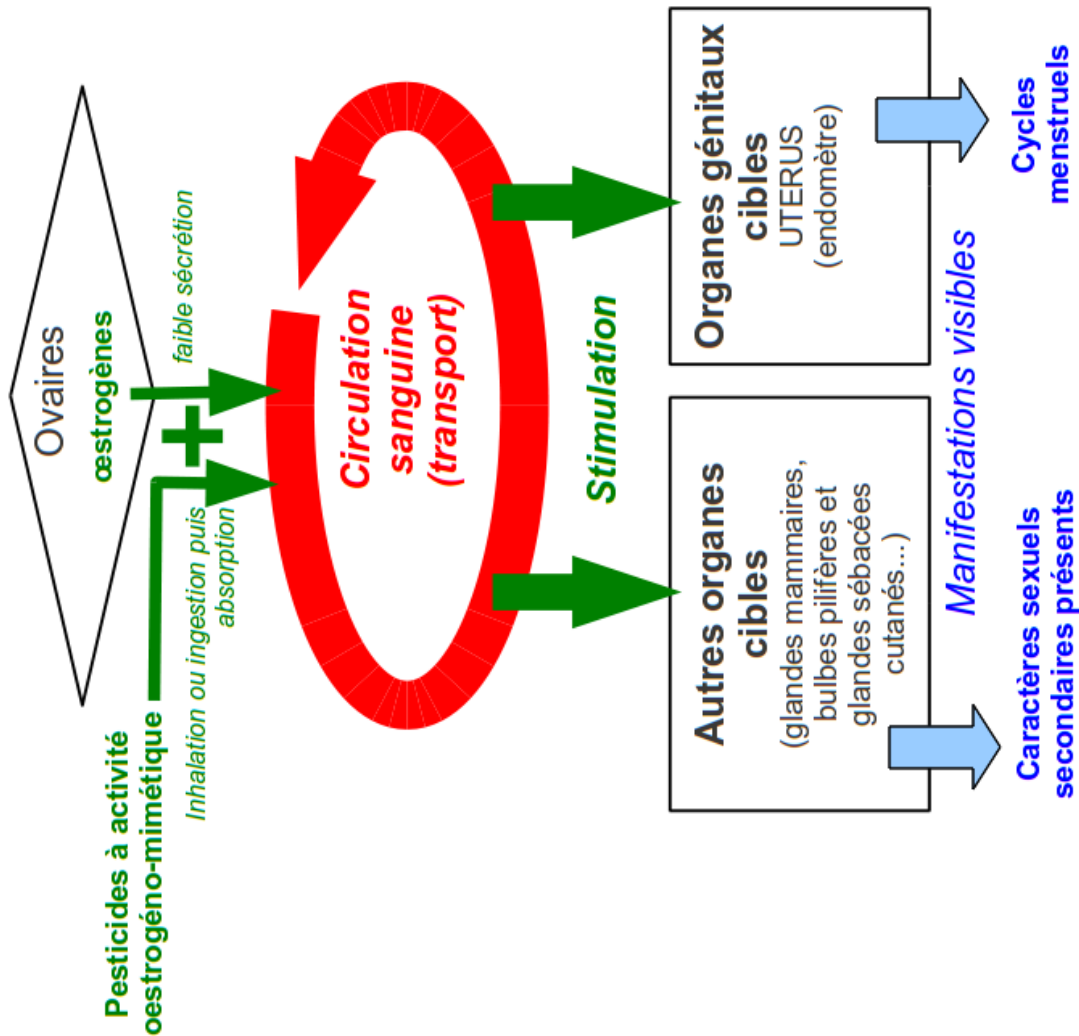 Ovaires
œstrogènes
Pesticides à activité
oestrogéno-mimétique
faible sécrétion
Inhalation ou ingestion puis
absorption
Circulation
sanguine
(transport)
Stimulation
Autres organes
cibles
(glandes mammaires,
bulbes pilifères et
glandes sébacées
cutanés...)
Organes génitaux
cibles
UTERUS
(endomètre)
Manifestations visibles
Caractères sexuels
secondaires présents
Cycles
menstruels